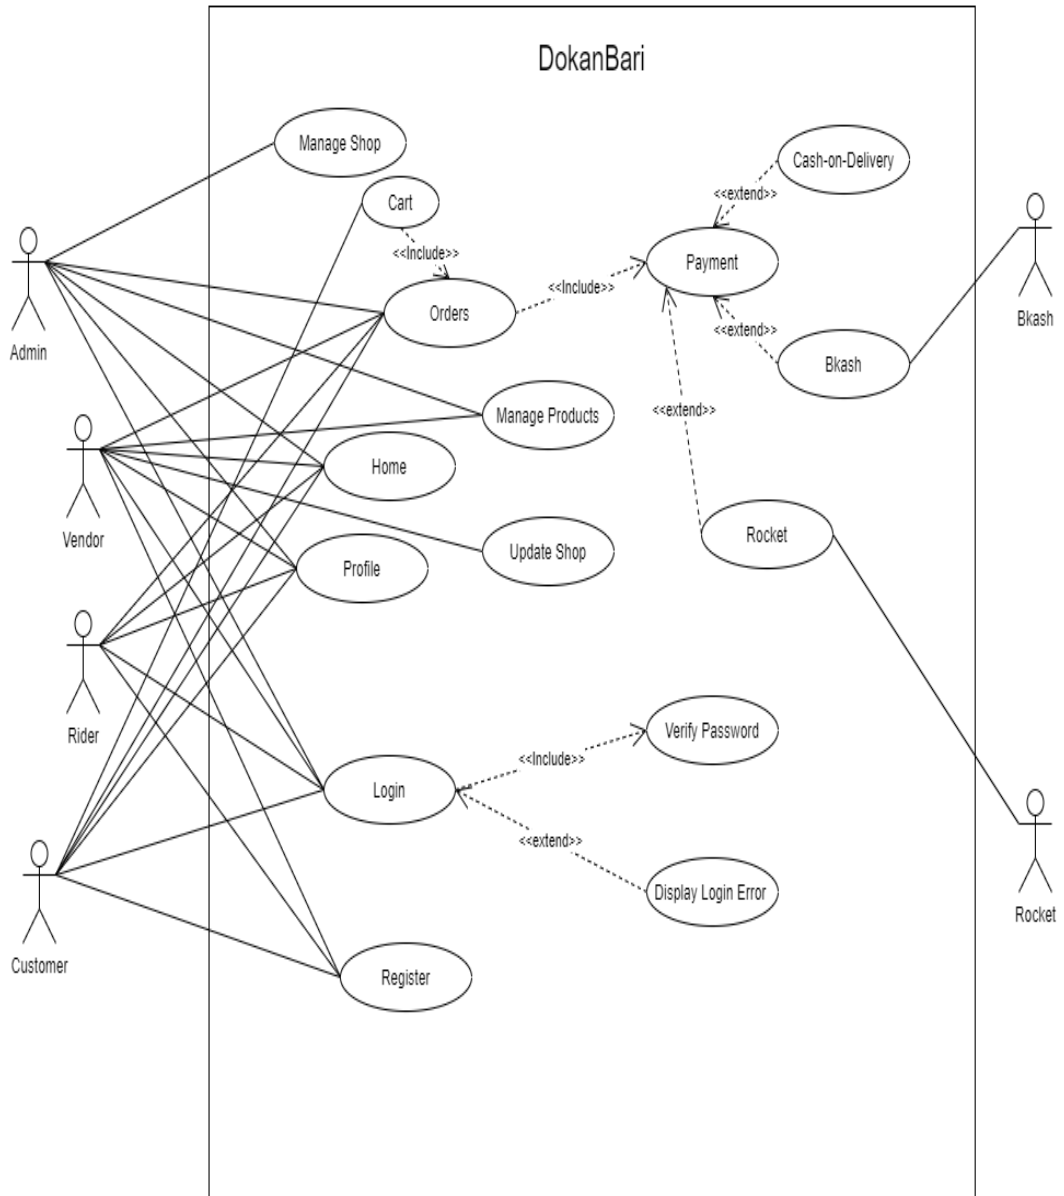 DokanBari
Manage Shop
Cash-on-Delivery
Cart
<<extend>>
<<Include>>
Payment
<<Include>>
Orders
Admin
Bkash
<<extend>>
Bkash
<<extend>>
Manage Products
Home
Vendor
Update Shop
Rocket
Profile
Rider
Verify Password
<<Include>>
Login
<<extend>>
Display Login Error
Rocket
Customer
Register